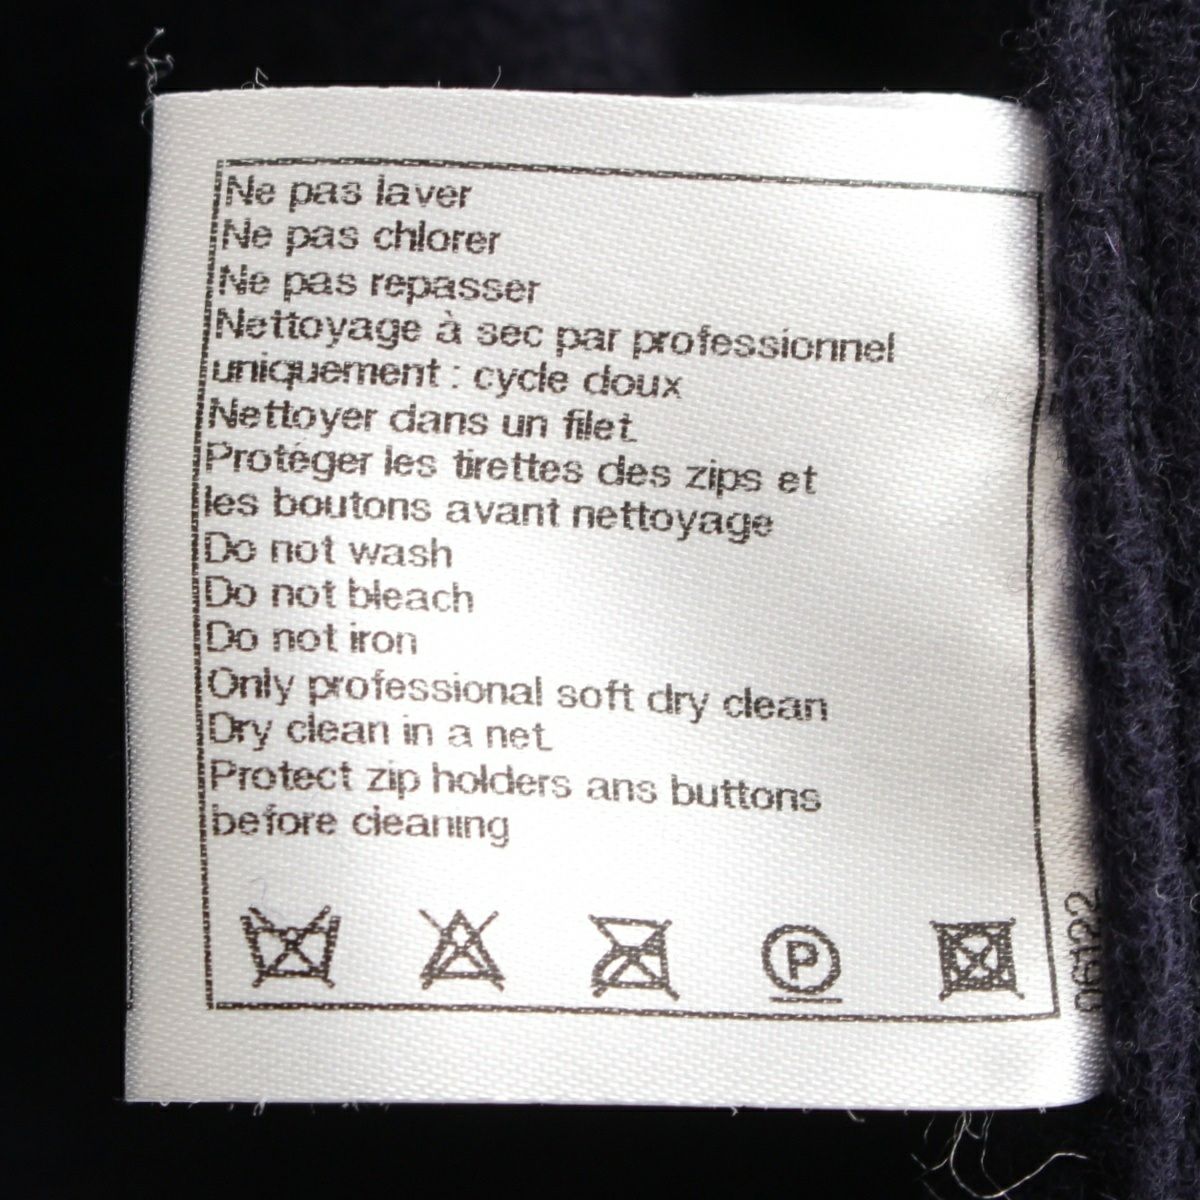 Ne pas laver
Ne pas chlorer
Ne pas repasser
Nettoyage à sec par professionnel
uniquement : cycle doux
Nettoyer dans un filet
Protéger les tirettes des zips et
les boutons avant nettoyage
Do not wash
Do not bleach
Do not iron
Only professional soft dry clean
Dry clean in a net
Protect zip holders ans buttons
before cleaning
P
06122